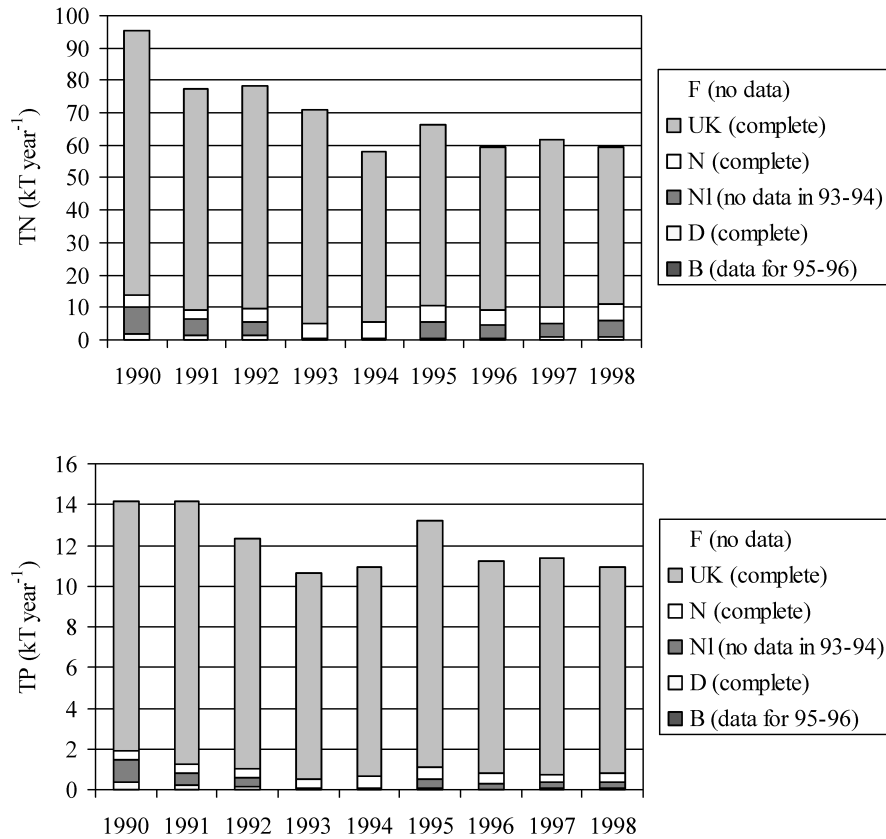 100
90
80
70
60
50
40
30
20
10
0
TN (kT year⁻¹)
1990 1991 1992 1993 1994 1995 1996 1997 1998
F (no data)
UK (complete)
N (complete)
Nl (no data in 93-94)
D (complete)
B (data for 95-96)
16
14
12
10
8
6
4
2
0
TP (kT year⁻¹)
1990 1991 1992 1993 1994 1995 1996 1997 1998
F (no data)
UK (complete)
N (complete)
Nl (no data in 93-94)
D (complete)
B (data for 95-96)